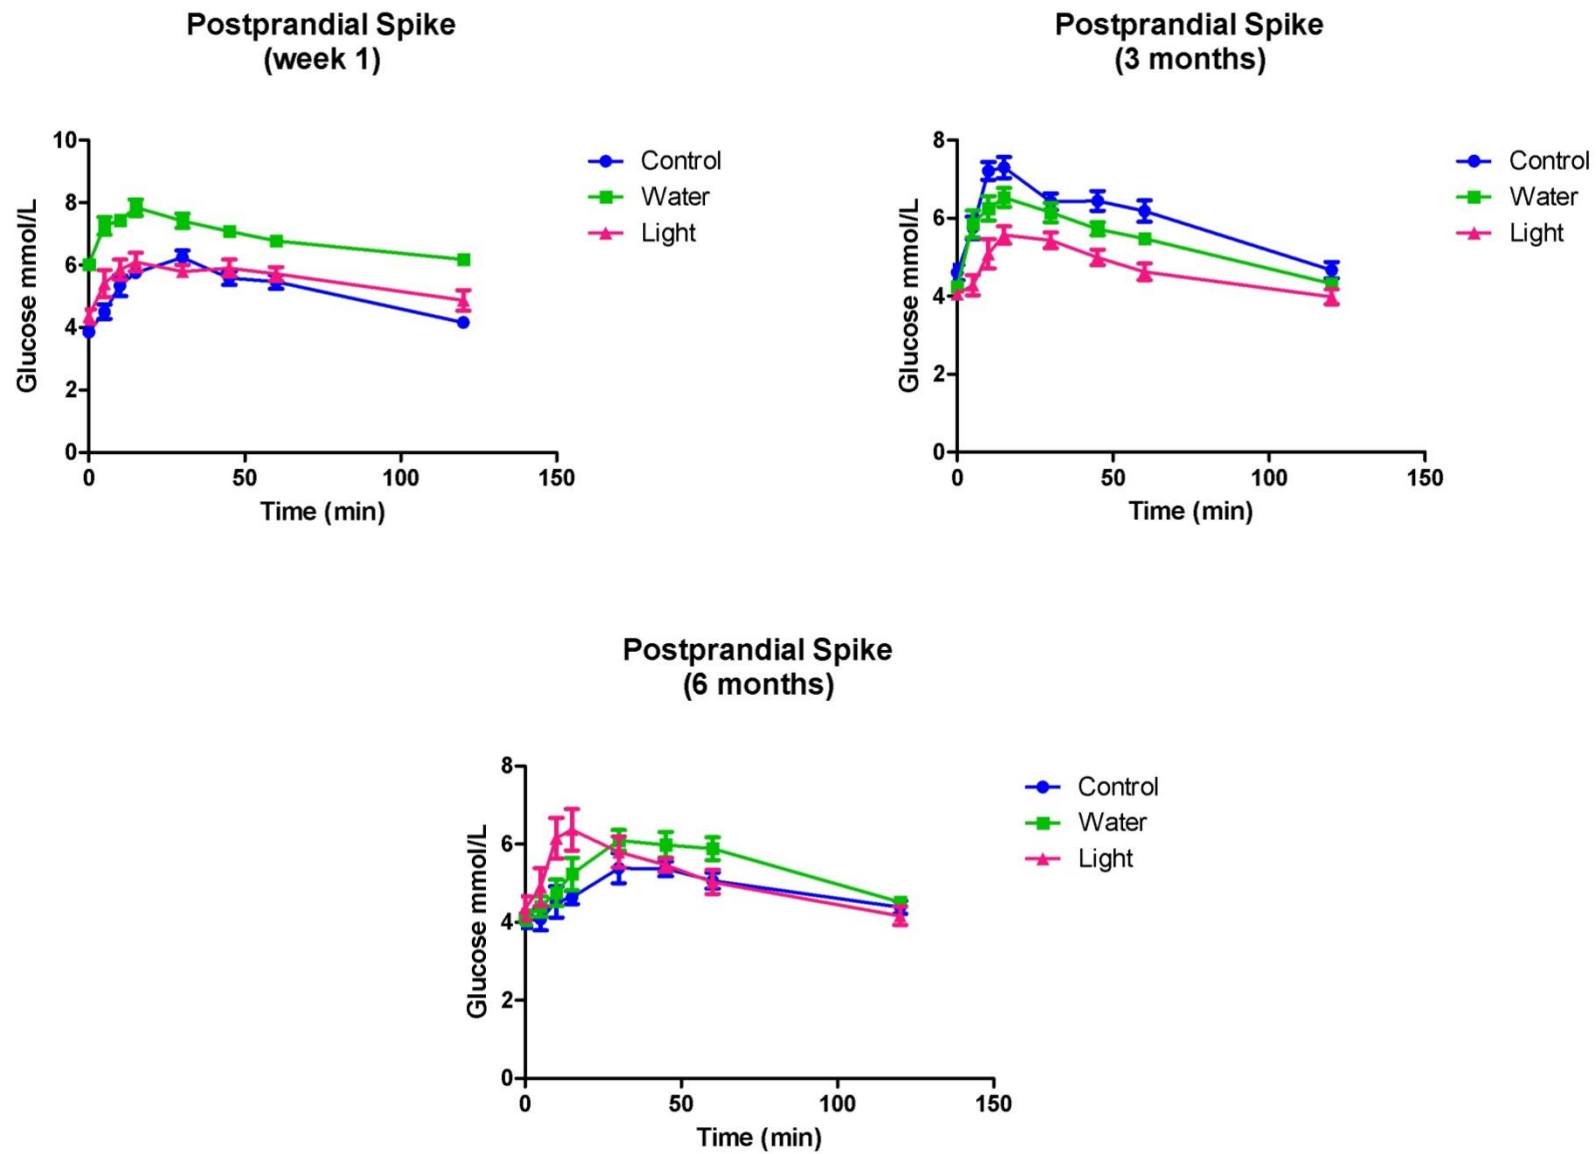 Postprandial Spike
(week 1)
10
8
6
4
2
0
Glucose mmol/L
0 50 100 150
Time (min)
Control
Water
Light
Postprandial Spike
(3 months)
8
6
4
2
0
Glucose mmol/L
0 50 100 150
Time (min)
Control
Water
Light
Postprandial Spike
(6 months)
8
6
4
2
0
Glucose mmol/L
0 50 100 150
Time (min)
Control
Water
Light